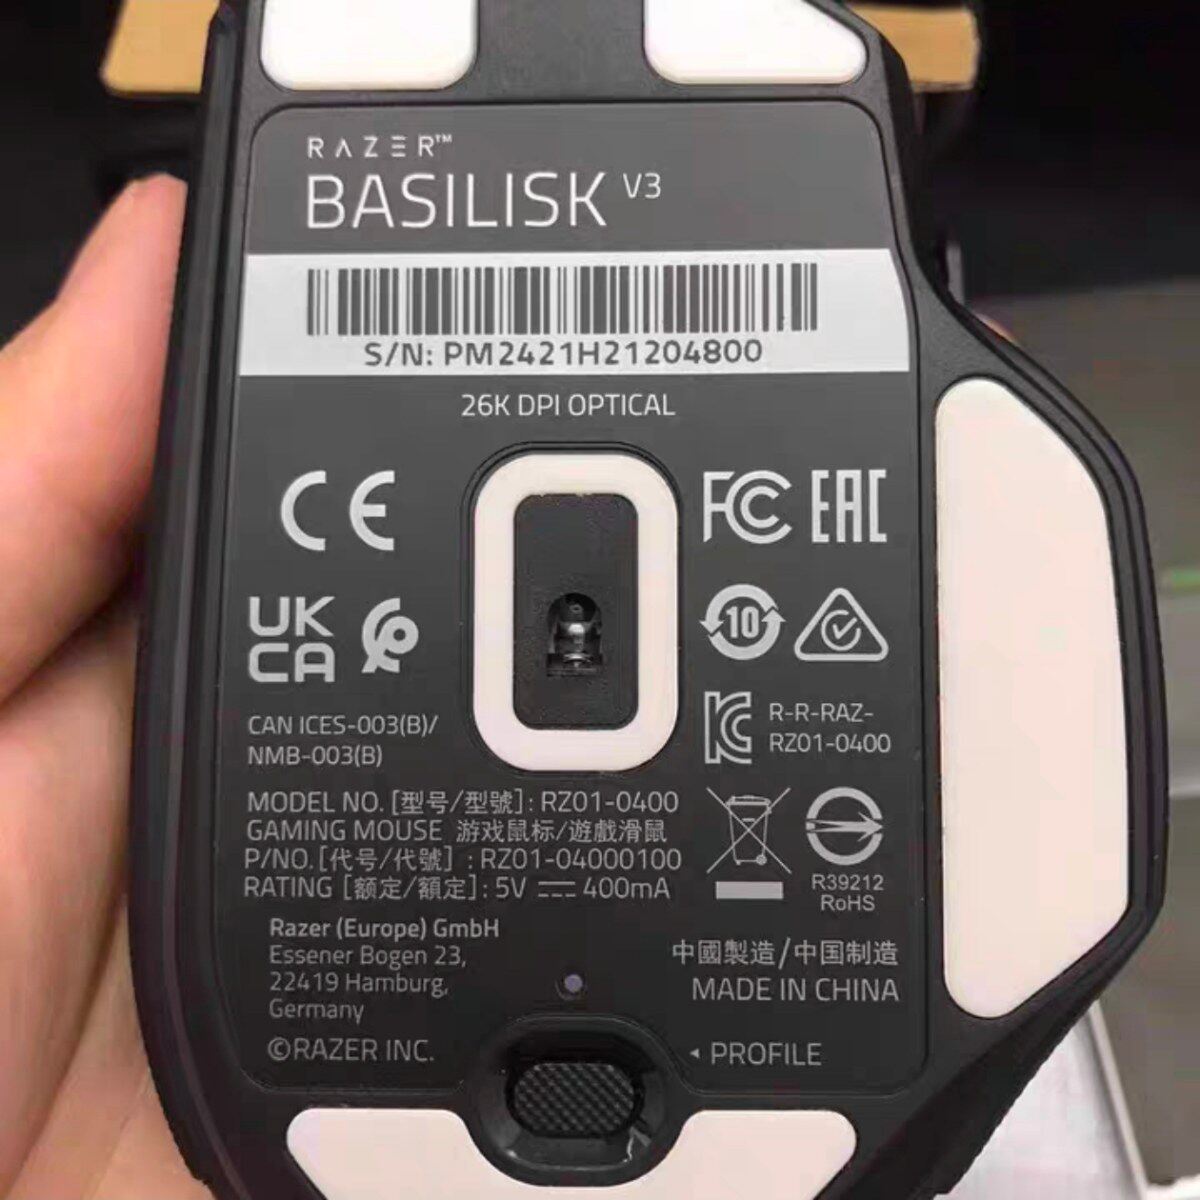 RAZER™
BASILISK V3
S/N: PM2421H21204800
26K DPI OPTICAL
CE
FC EAC
UK
CA
10
CAN ICES-003(B)/
NMB-003(B)
R-R-RAZ-
RZ01-0400
MODEL NO. [型号/型號] : RZ01-0400
GAMING MOUSE 游戏鼠标/遊戲滑鼠
P/NO. [代号/代號] : RZ01-04000100
RATING [额定/額定] : 5V ⎓ 400mA
R39212
RoHS
Razer (Europe) GmbH
Essener Bogen 23,
22419 Hamburg,
Germany
©RAZER INC.
中國製造/中国制造
MADE IN CHINA
◂ PROFILE